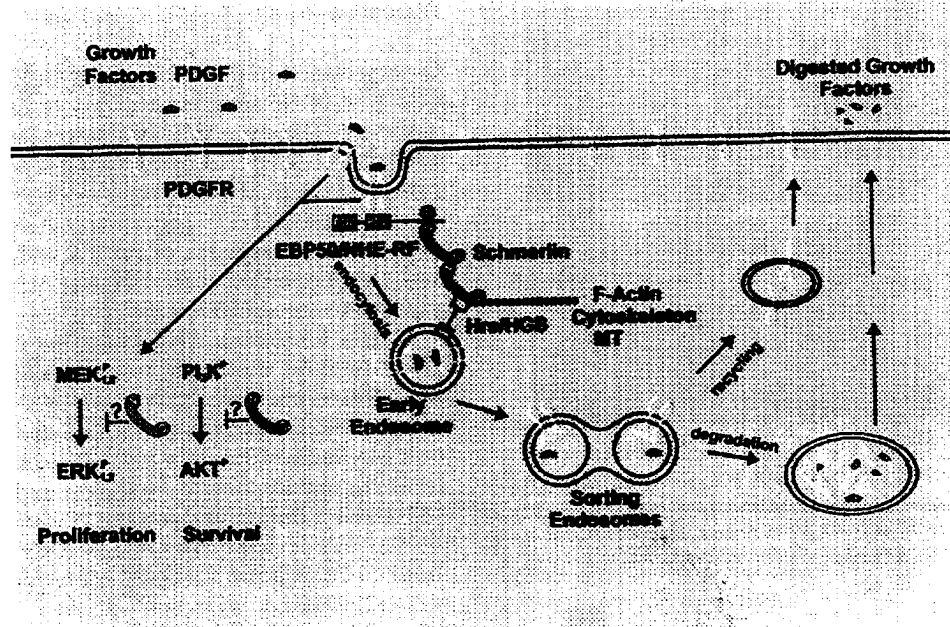 Growth
Factors PDGF
Digested Growth
Factors
PDGFR
EBP50/NHE-RF
Schmerlin
endocytosis
F-Actin
Hrs/HGS
Cytoskeleton
MT
MEK
PI₃K⁺
?
?
Early
Endosome
recycling
degradation
ERK
AKT⁺
Sorting
Endosomes
Proliferation
Survival